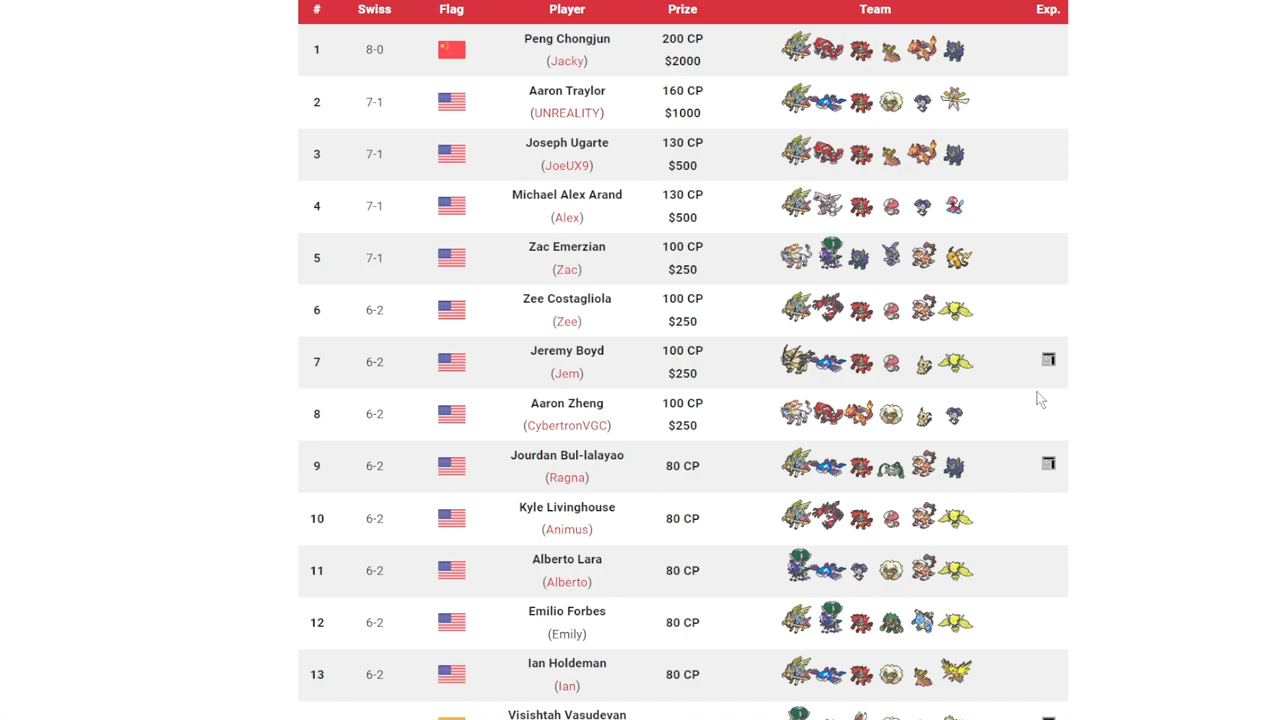 # Swiss Flag Player Prize Team Exp.
1 8-0 Peng Chongjun (Jacky) 200 CP $2000
2 7-1 Aaron Traylor (UNREALITY) 160 CP $1000
3 7-1 Joseph Ugarte (JoeUX9) 130 CP $500
4 7-1 Michael Alex Arand (Alex) 130 CP $500
5 7-1 Zac Emerzian (Zac) 100 CP $250
6 6-2 Zee Costagliola (Zee) 100 CP $250
7 6-2 Jeremy Boyd (Jem) 100 CP $250
8 6-2 Aaron Zheng (CybertronVGC) 100 CP $250
9 6-2 Jourdan Bul-lalayao (Ragna) 80 CP
10 6-2 Kyle Livinghouse (Animus) 80 CP
11 6-2 Alberto Lara (Alberto) 80 CP
12 6-2 Emilio Forbes (Emily) 80 CP
13 6-2 Ian Holdeman (Ian) 80 CP
Visishtah Vasudevan